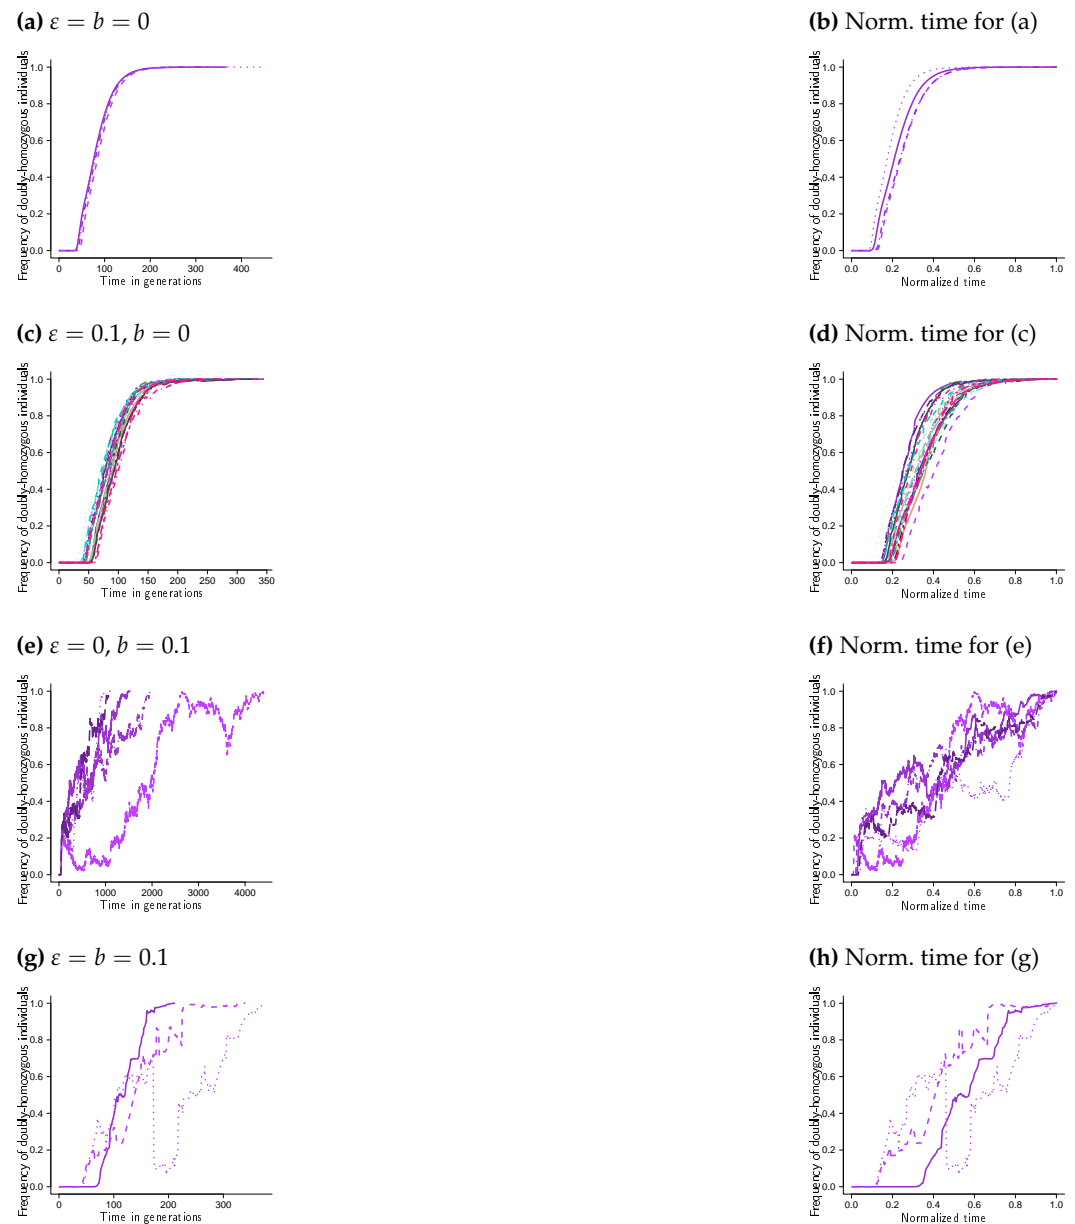 (a) ε = b = 0
(b) Norm. time for (a)
Frequency of doubly-homozygous individuals
1.0
0.8
0.6
0.4
0.2
0.0
0 100 200 300 400
Time in generations
Frequency of doubly-homozygous individuals
1.0
0.8
0.6
0.4
0.2
0.0
0.0 0.2 0.4 0.6 0.8 1.0
Normalized time
(c) ε = 0.1, b = 0
(d) Norm. time for (c)
Frequency of doubly-homozygous individuals
1.0
0.8
0.6
0.4
0.2
0.0
0 50 100 150 200 250 300 350
Time in generations
Frequency of doubly-homozygous individuals
1.0
0.8
0.6
0.4
0.2
0.0
0.0 0.2 0.4 0.6 0.8 1.0
Normalized time
(e) ε = 0, b = 0.1
(f) Norm. time for (e)
Frequency of doubly-homozygous individuals
1.0
0.8
0.6
0.4
0.2
0.0
0 1000 2000 3000 4000
Time in generations
Frequency of doubly-homozygous individuals
1.0
0.8
0.6
0.4
0.2
0.0
0.0 0.2 0.4 0.6 0.8 1.0
Normalized time
(g) ε = b = 0.1
(h) Norm. time for (g)
Frequency of doubly-homozygous individuals
1.0
0.8
0.6
0.4
0.2
0.0
0 100 200 300
Time in generations
Frequency of doubly-homozygous individuals
1.0
0.8
0.6
0.4
0.2
0.0
0.0 0.2 0.4 0.6 0.8 1.0
Normalized time